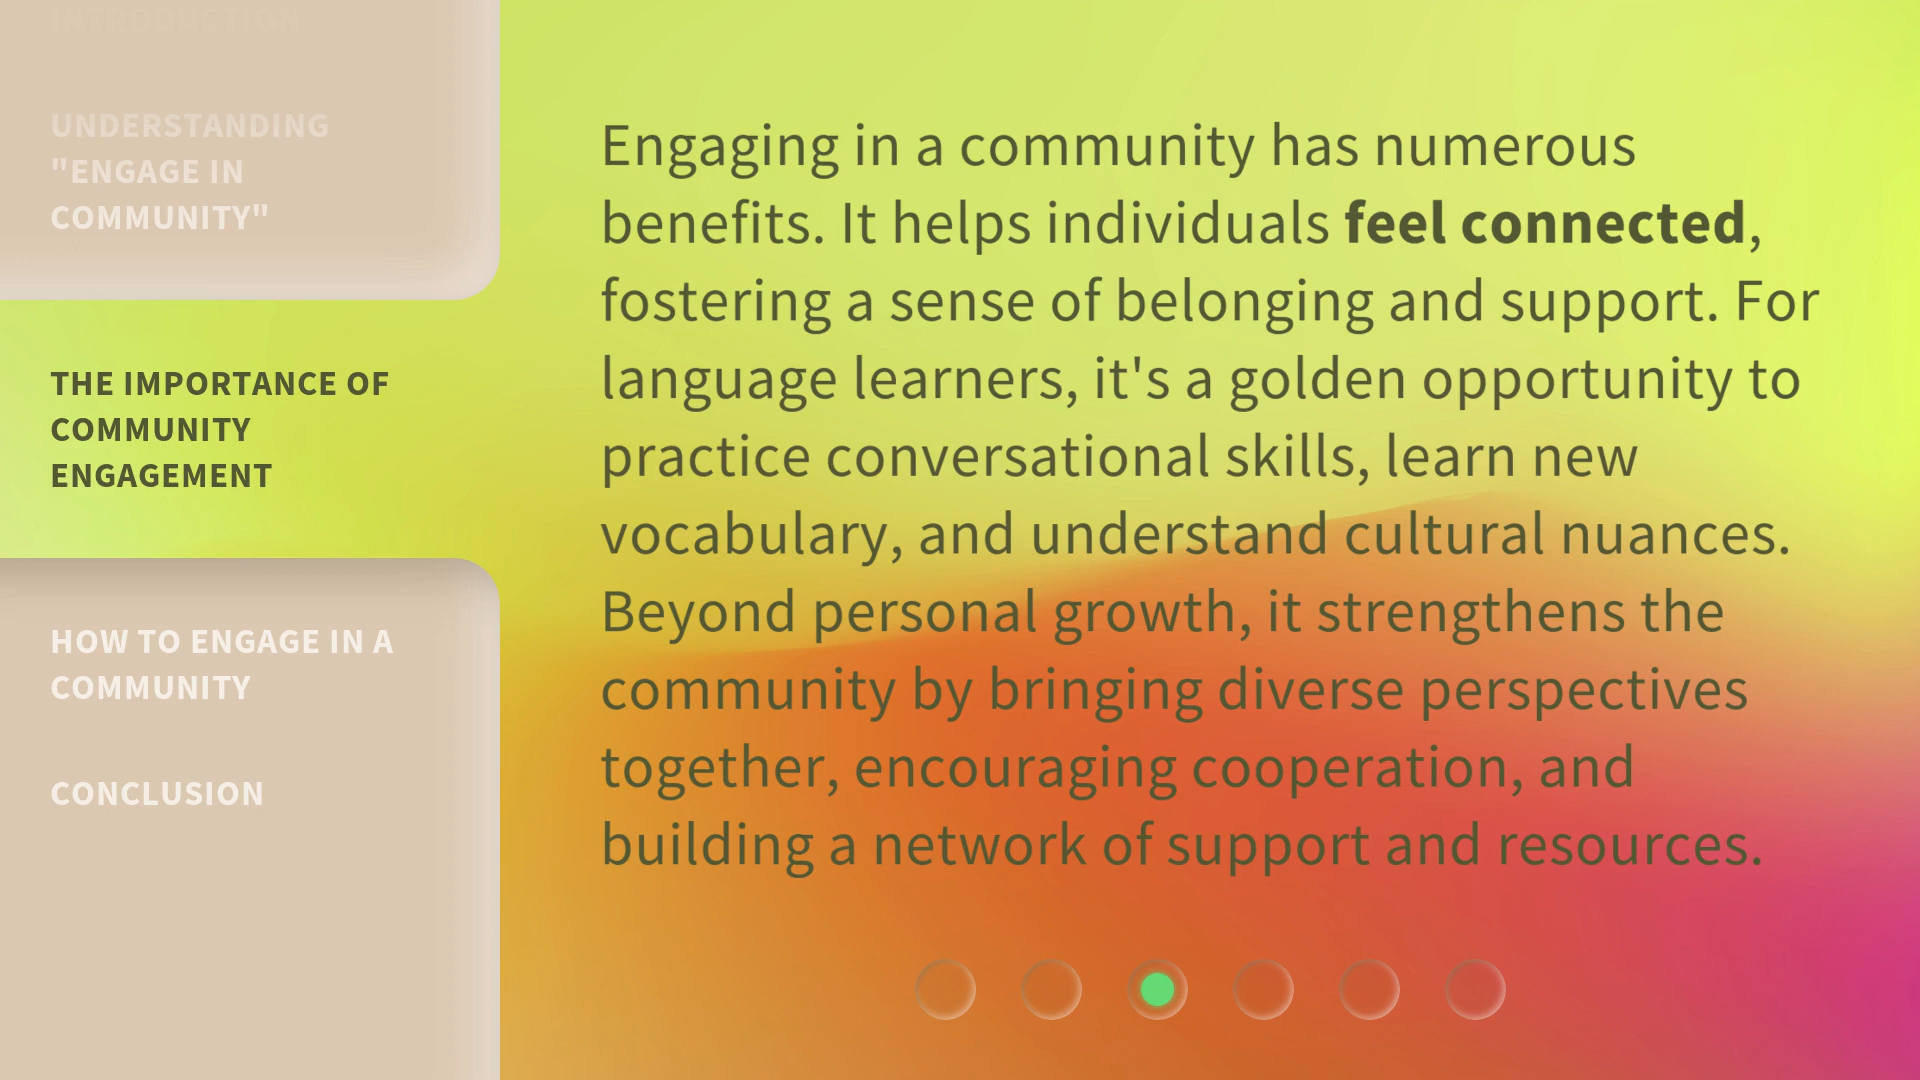 INTRODUCTION
UNDERSTANDING
"ENGAGE IN
COMMUNITY"
THE IMPORTANCE OF
COMMUNITY
ENGAGEMENT
HOW TO ENGAGE IN A
COMMUNITY
CONCLUSION
Engaging in a community has numerous
benefits. It helps individuals feel connected,
fostering a sense of belonging and support. For
language learners, it's a golden opportunity to
practice conversational skills, learn new
vocabulary, and understand cultural nuances.
Beyond personal growth, it strengthens the
community by bringing diverse perspectives
together, encouraging cooperation, and
building a network of support and resources.